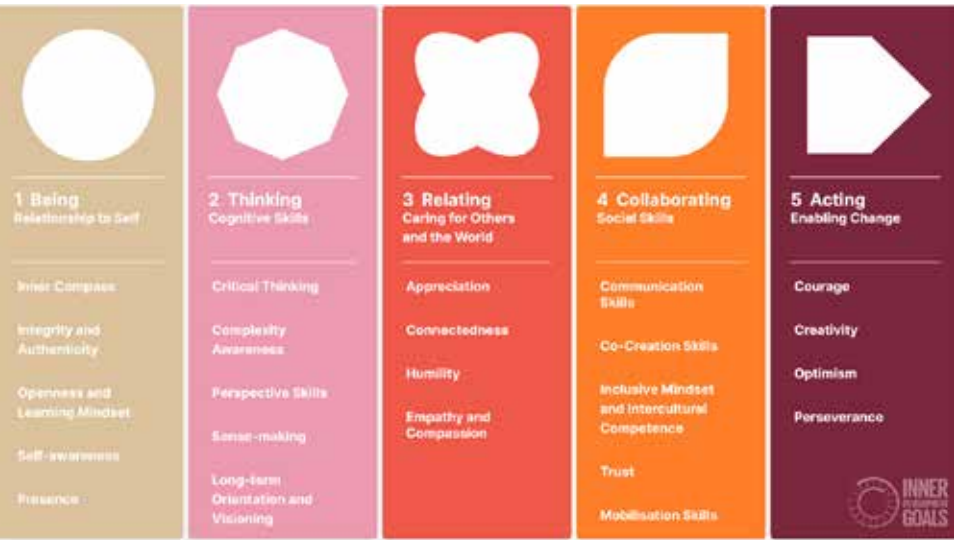 1 Being
Relationship to Self
Inner Compass
Integrity and
Authenticity
Openness and
Learning Mindset
Self-awareness
Presence
2 Thinking
Cognitive Skills
Critical Thinking
Complexity
Awareness
Perspective Skills
Sense-making
Long-term
Orientation and
Visioning
3 Relating
Caring for Others
and the World
Appreciation
Connectedness
Humility
Empathy and
Compassion
4 Collaborating
Social Skills
Communication
Skills
Co-Creation Skills
Inclusive Mindset
and Intercultural
Competence
Trust
Mobilisation Skills
5 Acting
Enabling Change
Courage
Creativity
Optimism
Perseverance
INNER
DEVELOPMENT
GOALS